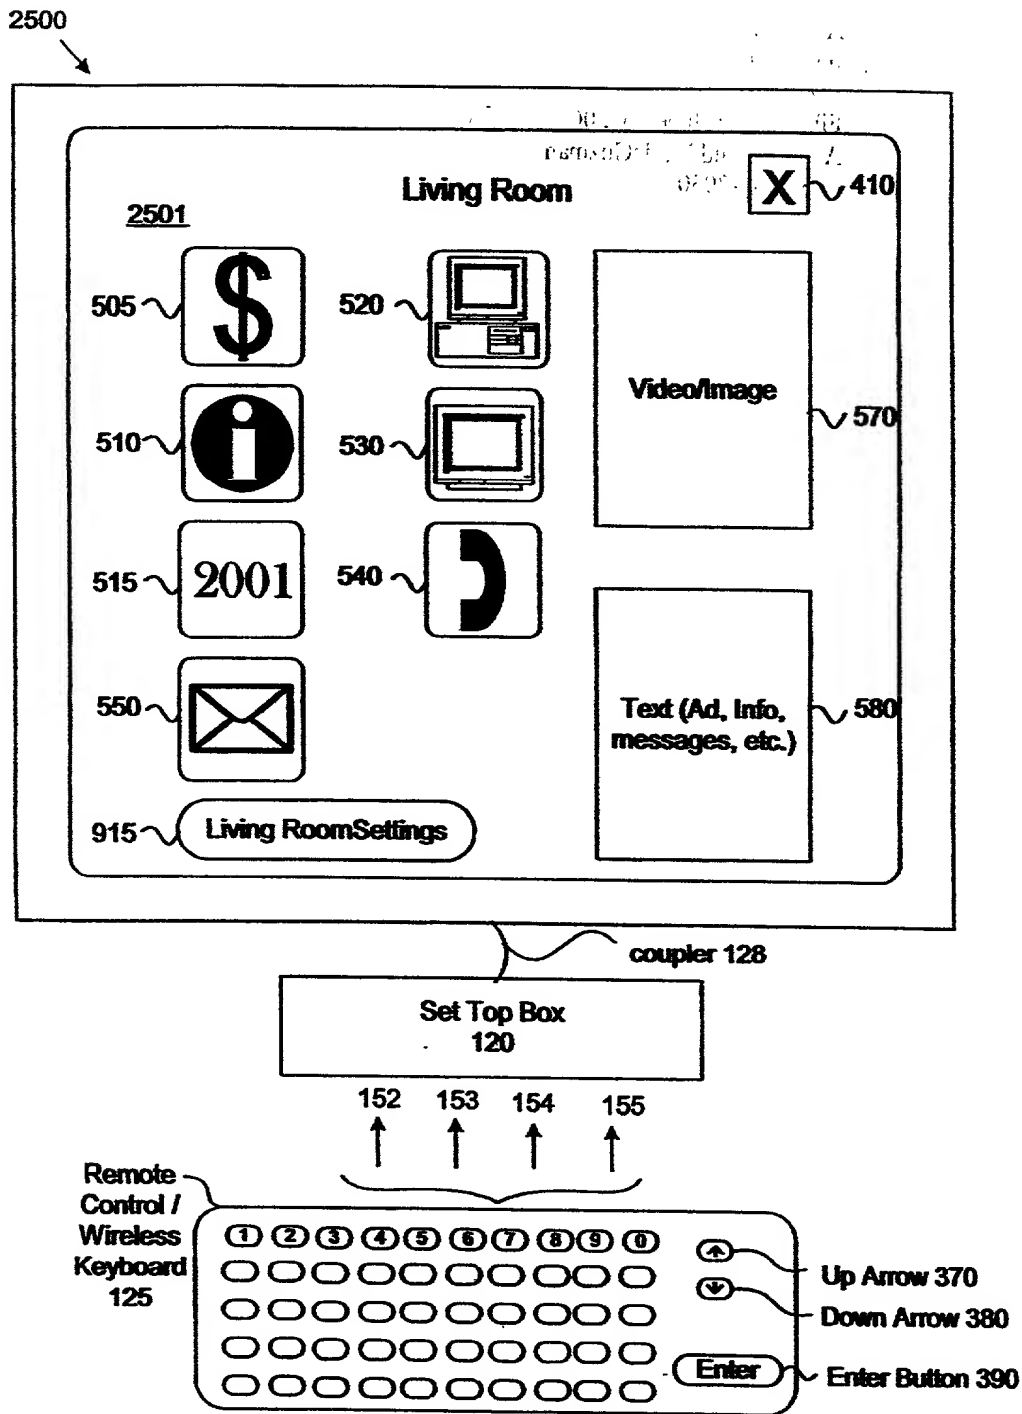 2500
Living Room
X
410
2501
505
$
520
Video/Image
570
510
i
530
515
2001
540
550
Text (Ad, Info,
messages, etc.)
580
915
Living RoomSettings
coupler 128
Set Top Box
120
152 153 154 155
Remote
Control /
Wireless
Keyboard
125
1 2 3 4 5 6 7 8 9 0
Up Arrow 370
Down Arrow 380
Enter
Enter Button 390